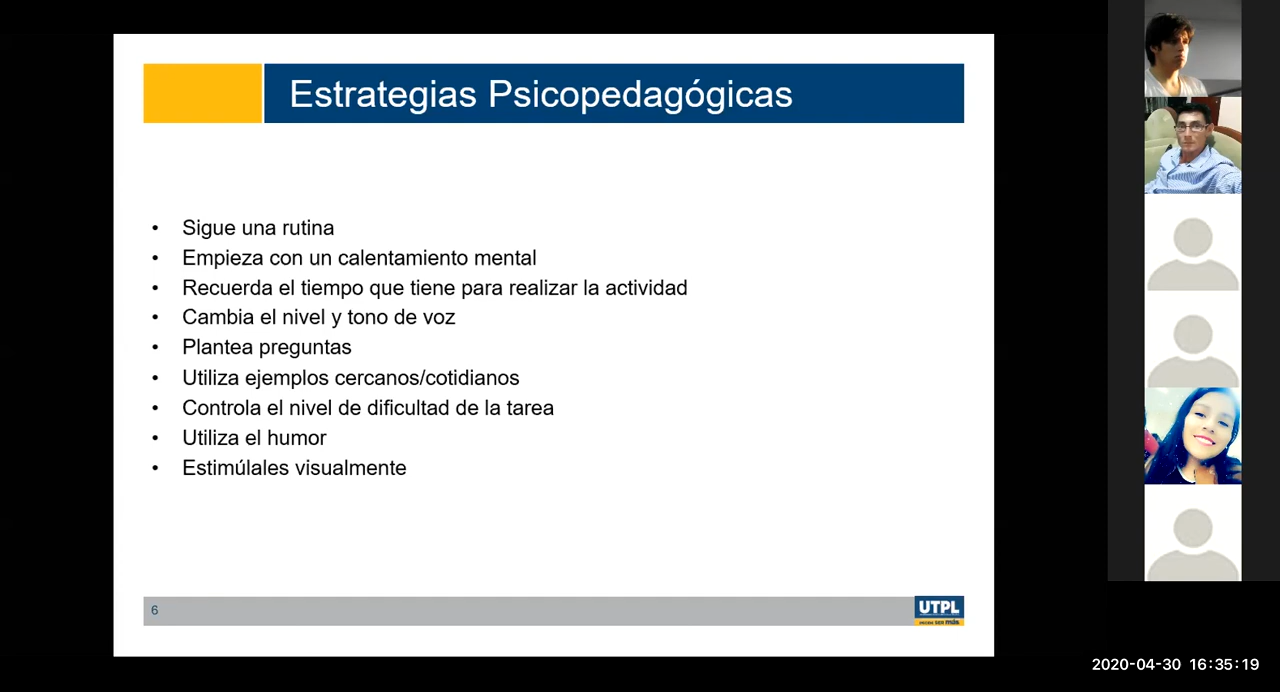 Estrategias Psicopedagógicas
• Sigue una rutina
• Empieza con un calentamiento mental
• Recuerda el tiempo que tiene para realizar la actividad
• Cambia el nivel y tono de voz
• Plantea preguntas
• Utiliza ejemplos cercanos/cotidianos
• Controla el nivel de dificultad de la tarea
• Utiliza el humor
• Estimúlales visualmente
6
UTPL
SER más
2020-04-30 16:35:19